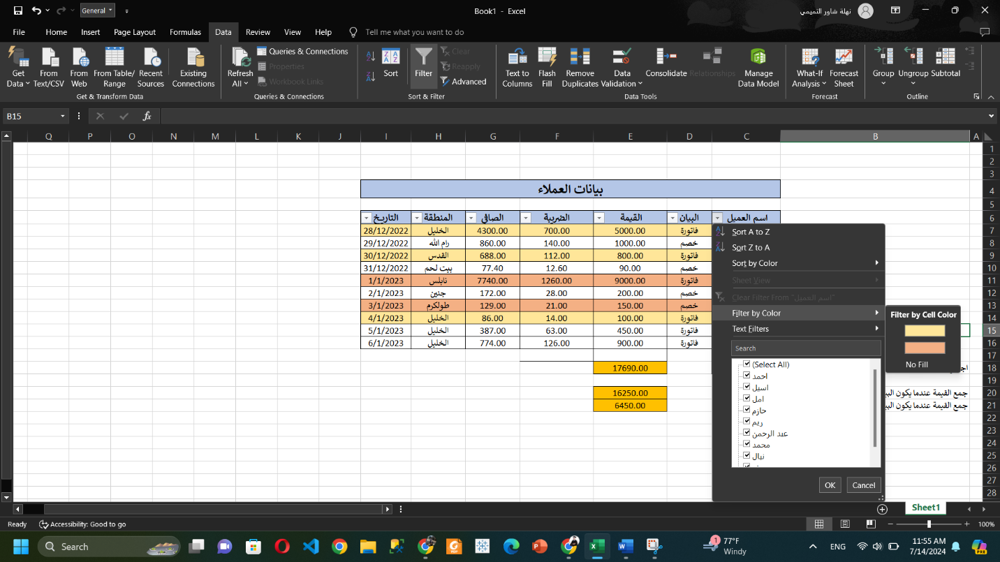 General
Book1 - Excel
نهلة شاور التميمي
File Home Insert Page Layout Formulas Data Review View Help Tell me what you want to do
Get Data From Text/CSV From Web From Table/ Range Recent Sources Existing Connections
Get & Transform Data
Refresh All Queries & Connections
Properties
Workbook Links
Queries & Connections
Sort Filter Clear
Reapply
Advanced
Sort & Filter
Text to Columns Flash Fill Remove Duplicates Data Validation Consolidate Relationships Manage Data Model
Data Tools
What-If Analysis Forecast Sheet
Forecast
Group Ungroup Subtotal
Outline
B15 fx
Q P O N M L K J I H G F E D C B A
1
2
3
4
5
6
7
8
9
10
11
12
13
14
15
16
17
18
19
20
21
22
23
24
25
26
27
28
بيانات العملاء
اسم العميل البيان القيمة الضريبة الصافي المنطقة التاريخ
فاتورة 5000.00 700.00 4300.00 الخليل 28/12/2022
خصم 1000.00 140.00 860.00 رام الله 29/12/2022
فاتورة 800.00 112.00 688.00 القدس 30/12/2022
خصم 90.00 12.60 77.40 بيت لحم 31/12/2022
فاتورة 9000.00 1260.00 7740.00 نابلس 1/1/2023
خصم 200.00 28.00 172.00 جنين 2/1/2023
خصم 150.00 21.00 129.00 طولكرم 3/1/2023
فاتورة 100.00 14.00 86.00 الخليل 4/1/2023
فاتورة 450.00 63.00 387.00 الخليل 5/1/2023
فاتورة 900.00 126.00 774.00 الخليل 6/1/2023
17690.00
جمع القيمة عندما يكون 16250.00
جمع القيمة عندما يكون 6450.00
Sort A to Z
Sort Z to A
Sort by Color
Sheet View
Clear Filter From "اسم العميل"
Filter by Color
Text Filters
Search
(Select All)
احمد
اسيل
امل
حازم
ريم
عبد الرحمن
محمد
نبال
OK Cancel
Filter by Cell Color
No Fill
Sheet1
Ready Accessibility: Good to go 100%
Search
1
77°F
Windy
ENG
11:55 AM
7/14/2024
PRE